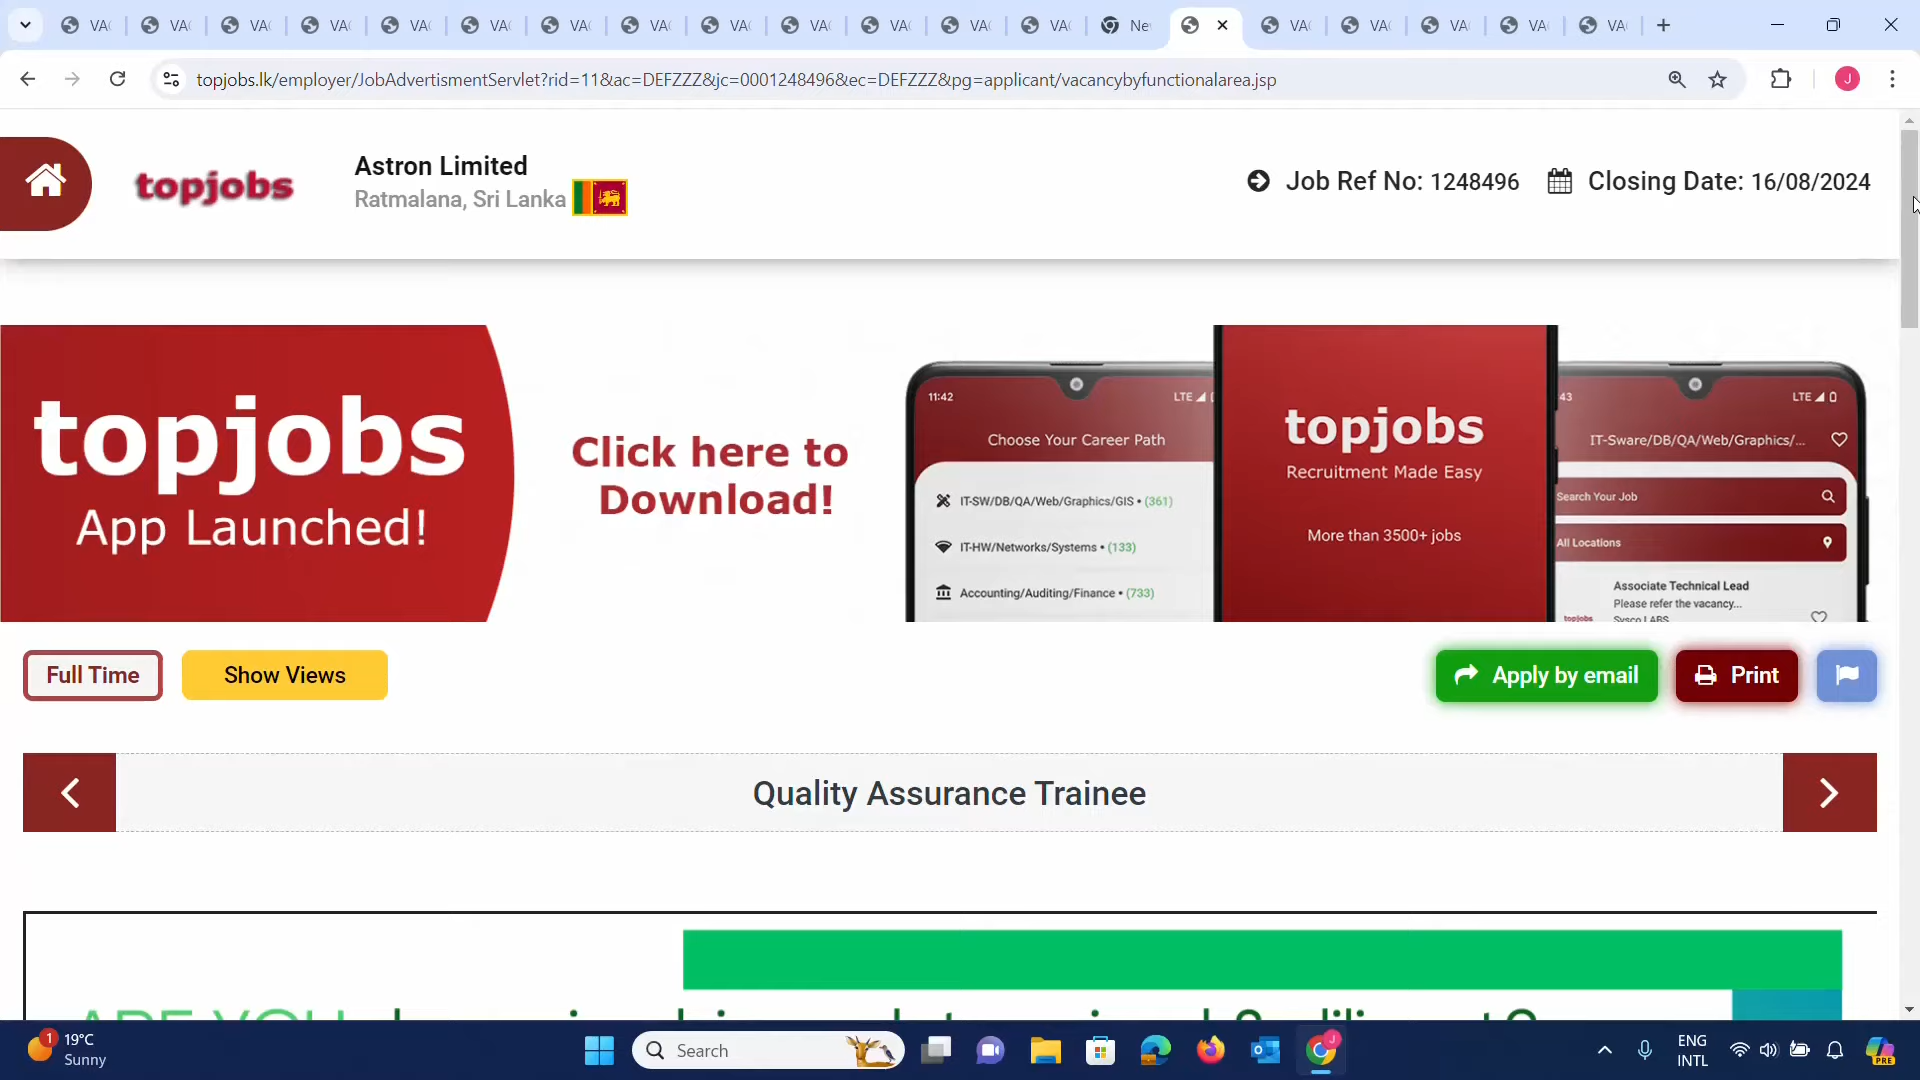 VA
VA
VA
VA
VA
VA
VA
VA
VA
VA
VA
VA
VA
Ne
VA
VA
VA
VA
VA
topjobs.lk/employer/JobAdvertismentServlet?rid=11&ac=DEFZZZ&jc=0001248496&ec=DEFZZZ&pg=applicant/vacancybyfunctionalarea.jsp
J
topjobs
Astron Limited
Ratmalana, Sri Lanka
Job Ref No: 1248496
Closing Date: 16/08/2024
topjobs
App Launched!
Click here to
Download!
11:42
LTE
Choose Your Career Path
IT-SW/DB/QA/Web/Graphics/GIS • (361)
IT-HW/Networks/Systems • (133)
Accounting/Auditing/Finance • (733)
topjobs
Recruitment Made Easy
More than 3500+ jobs
43
LTE
IT-Sware/DB/QA/Web/Graphics/...
Search Your Job
All Locations
Associate Technical Lead
Please refer the vacancy...
Sysco LABS
topjobs
Full Time
Show Views
Apply by email
Print
Quality Assurance Trainee
1
19°C
Sunny
Search
J
ENG
INTL
PRE